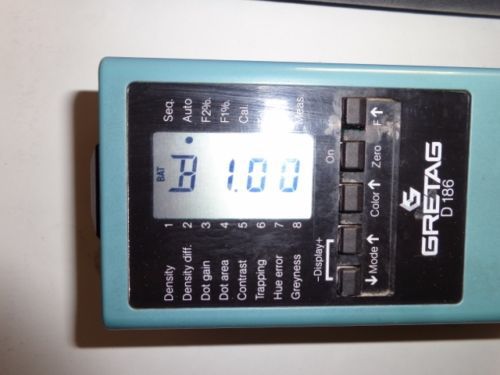 Density 1 Seq.
Density diff. 2 Auto
Dot gain 3 F2%.
Dot area 4 F1%.
Contrast 5 Cal.
Trapping 6
Hue error 7
Greyness 8 Meas
BAT
bd
1.00
–Display+ On
↓ Mode ↑ Color ↑ Zero F ↑
GRETAG
D 186